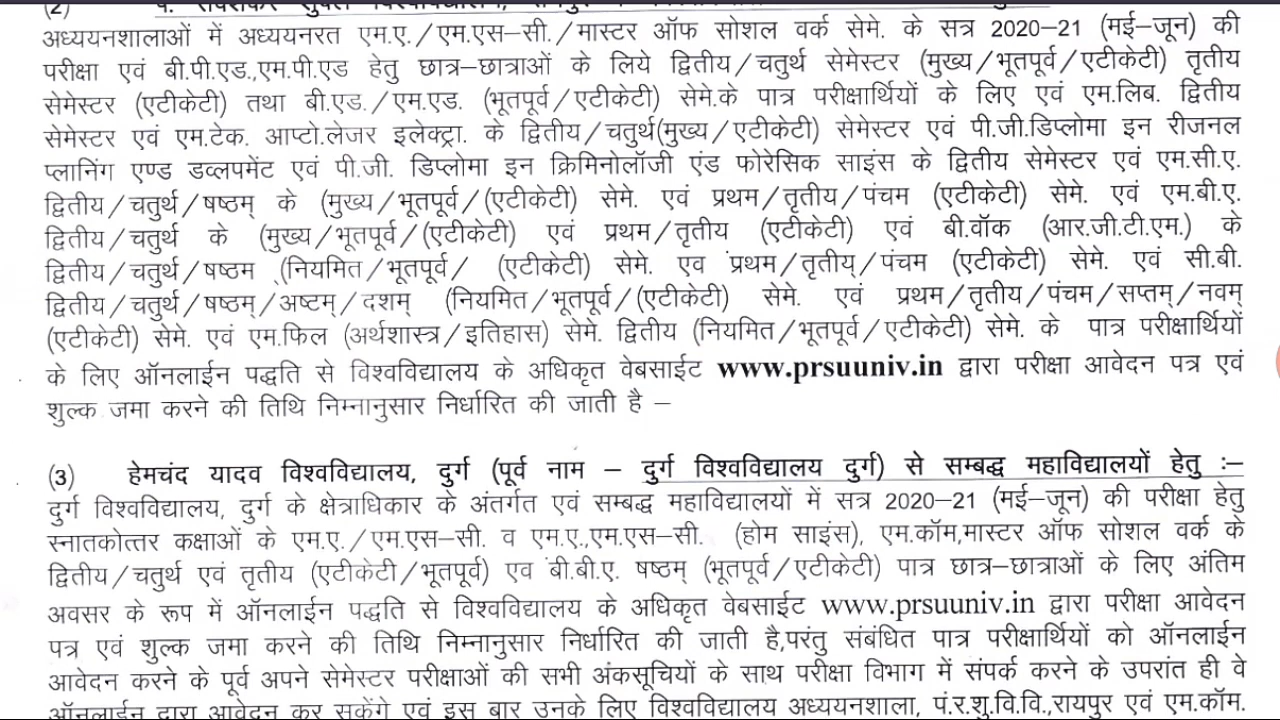 (2) पं. रविशंकर शुक्ल विश्वविद्यालय, रायपुर
अध्ययनशालाओं में अध्ययनरत एम.ए./एम.एस–सी./मास्टर ऑफ सोशल वर्क सेमे. के सत्र 2020–21 (मई–जून) की
परीक्षा एवं बी.पी.एड.,एम.पी.एड हेतु छात्र–छात्राओं के लिये द्वितीय/चतुर्थ सेमेस्टर (मुख्य/भूतपूर्व/एटीकेटी) तृतीय
सेमेस्टर (एटीकेटी) तथा बी.एड./एम.एड. (भूतपूर्व/एटीकेटी) सेमे.के पात्र परीक्षार्थियों के लिए एवं एम.लिब. द्वितीय
सेमेस्टर एवं एम.टेक. आप्टो.लेजर इलेक्ट्रा. के द्वितीय/चतुर्थ(मुख्य/एटीकेटी) सेमेस्टर एवं पी.जी.डिप्लोमा इन रीजनल
प्लानिंग एण्ड डव्लपमेंट एवं पी.जी. डिप्लोमा इन क्रिमिनोलॉजी एंड फोरेसिक साइंस के द्वितीय सेमेस्टर एवं एम.सी.ए.
द्वितीय/चतुर्थ/षष्ठम् के (मुख्य/भूतपूर्व/(एटीकेटी) सेमे. एवं प्रथम/तृतीय/पंचम (एटीकेटी) सेमे. एवं एम.बी.ए.
द्वितीय/चतुर्थ के (मुख्य/भूतपूर्व/(एटीकेटी) एवं प्रथम/तृतीय (एटीकेटी) एवं बी.वॉक (आर.जी.टी.एम.) के
द्वितीय/चतुर्थ/षष्ठम (नियमित/भूतपूर्व/ (एटीकेटी) सेमे. एव प्रथम/तृतीय/पंचम (एटीकेटी) सेमे. एवं सी.बी.
द्वितीय/चतुर्थ/षष्ठम्/अष्टम्/दशम् (नियमित/भूतपूर्व/(एटीकेटी) सेमे. एवं प्रथम/तृतीय/पंचम/सप्तम्/नवम्
(एटीकेटी) सेमे. एवं एम.फिल (अर्थशास्त्र/इतिहास) सेमे. द्वितीय (नियमित/भूतपूर्व/एटीकेटी) सेमे. के पात्र परीक्षार्थियों
के लिए ऑनलाईन पद्धति से विश्वविद्यालय के अधिकृत वेबसाईट www.prsuuniv.in द्वारा परीक्षा आवेदन पत्र एवं
शुल्क जमा करने की तिथि निम्नानुसार निर्धारित की जाती है –
(3) हेमचंद यादव विश्वविद्यालय, दुर्ग (पूर्व नाम – दुर्ग विश्वविद्यालय दुर्ग) से सम्बद्ध महाविद्यालयों हेतु :–
दुर्ग विश्वविद्यालय, दुर्ग के क्षेत्राधिकार के अंतर्गत एवं सम्बद्ध महाविद्यालयों में सत्र 2020–21 (मई–जून) की परीक्षा हेतु
स्नातकोत्तर कक्षाओं के एम.ए./एम.एस–सी. व एम.ए.,एम.एस–सी. (होम साइंस), एम.कॉम,मास्टर ऑफ सोशल वर्क के
द्वितीय/चतुर्थ एवं तृतीय (एटीकेटी/भूतपूर्व) एव बी.बी.ए. षष्ठम् (भूतपूर्व/एटीकेटी) पात्र छात्र–छात्राओं के लिए अंतिम
अवसर के रूप में ऑनलाईन पद्धति से विश्वविद्यालय के अधिकृत वेबसाईट www.prsuuniv.in द्वारा परीक्षा आवेदन
पत्र एवं शुल्क जमा करने की तिथि निम्नानुसार निर्धारित की जाती है,परंतु संबंधित पात्र परीक्षार्थियों को ऑनलाईन
आवेदन करने के पूर्व अपने सेमेस्टर परीक्षाओं की सभी अंकसूचियों के साथ परीक्षा विभाग में संपर्क करने के उपरांत ही वे
ऑनलाईन द्वारा आवेदन कर सकेंगे एवं इस बार उनके लिए विश्वविद्यालय अध्ययनशाला, पं.र.शु.वि.वि.,रायपुर एवं एम.कॉम.